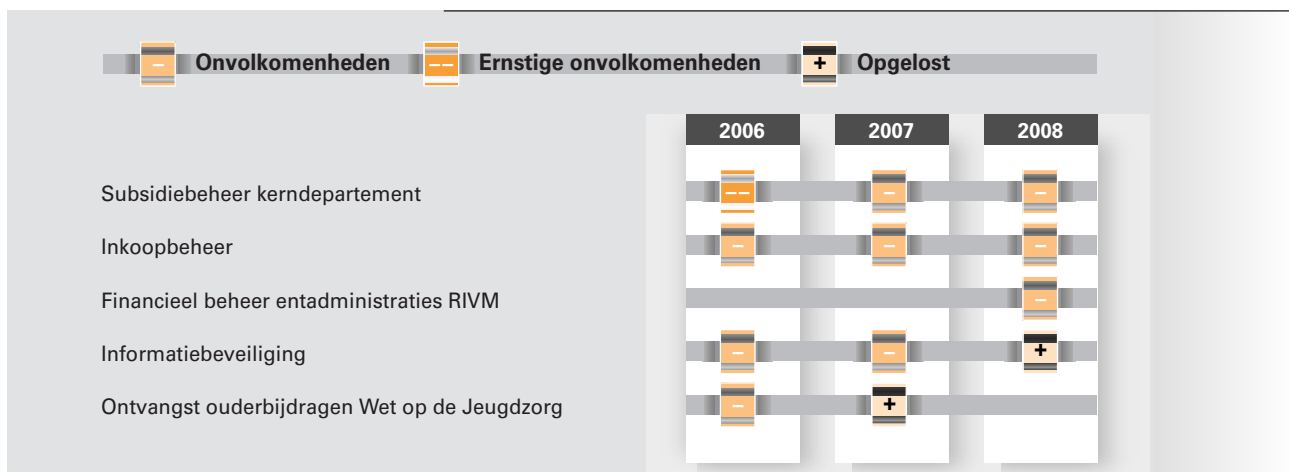 – Onvolkomenheden –– Ernstige onvolkomenheden + Opgelost
2006 2007 2008
Subsidiebeheer kerndepartement –– – –
Inkoopbeheer – – –
Financieel beheer entadministraties RIVM –
Informatiebeveiliging – – +
Ontvangst ouderbijdragen Wet op de Jeugdzorg – +